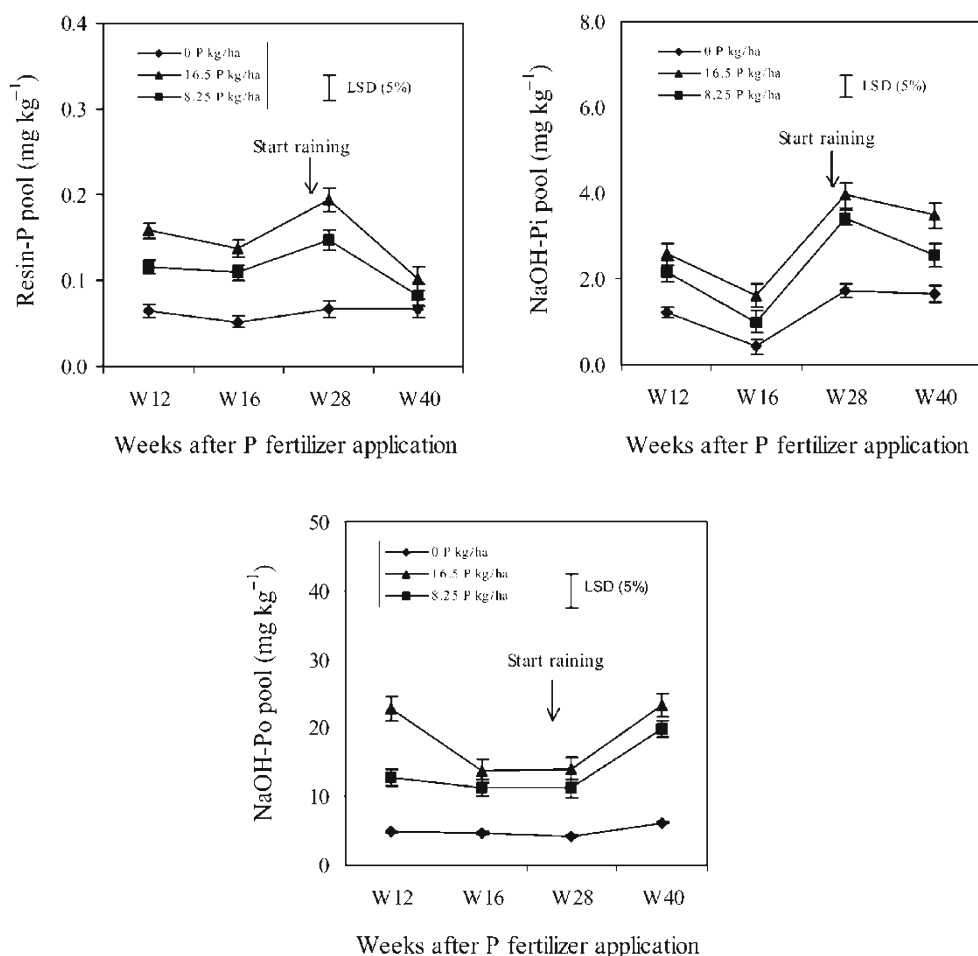 0.4
0.3
0.2
0.1
0.0
Resin-P pool (mg kg⁻¹)
0 P kg/ha
16.5 P kg/ha
8.25 P kg/ha
LSD (5%)
Start raining
W12 W16 W28 W40
Weeks after P fertilizer application
8.0
6.0
4.0
2.0
0.0
NaOH-Pi pool (mg kg⁻¹)
0 P kg/ha
16.5 P kg/ha
8.25 P kg/ha
LSD (5%)
Start raining
W12 W16 W28 W40
Weeks after P fertilizer application
50
40
30
20
10
0
NaOH-Po pool (mg kg⁻¹)
0 P kg/ha
16.5 P kg/ha
8.25 P kg/ha
LSD (5%)
Start raining
W12 W16 W28 W40
Weeks after P fertilizer application